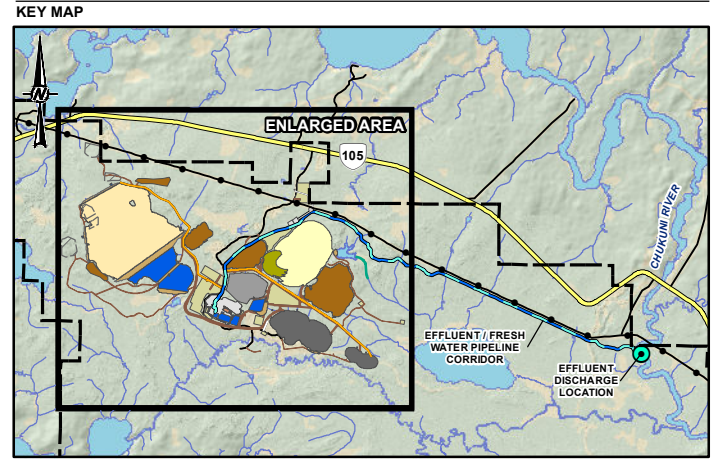 KEY MAP
N
ENLARGED AREA
105
CHUKUNI RIVER
EFFLUENT / FRESH
WATER PIPELINE
CORRIDOR
EFFLUENT
DISCHARGE
LOCATION